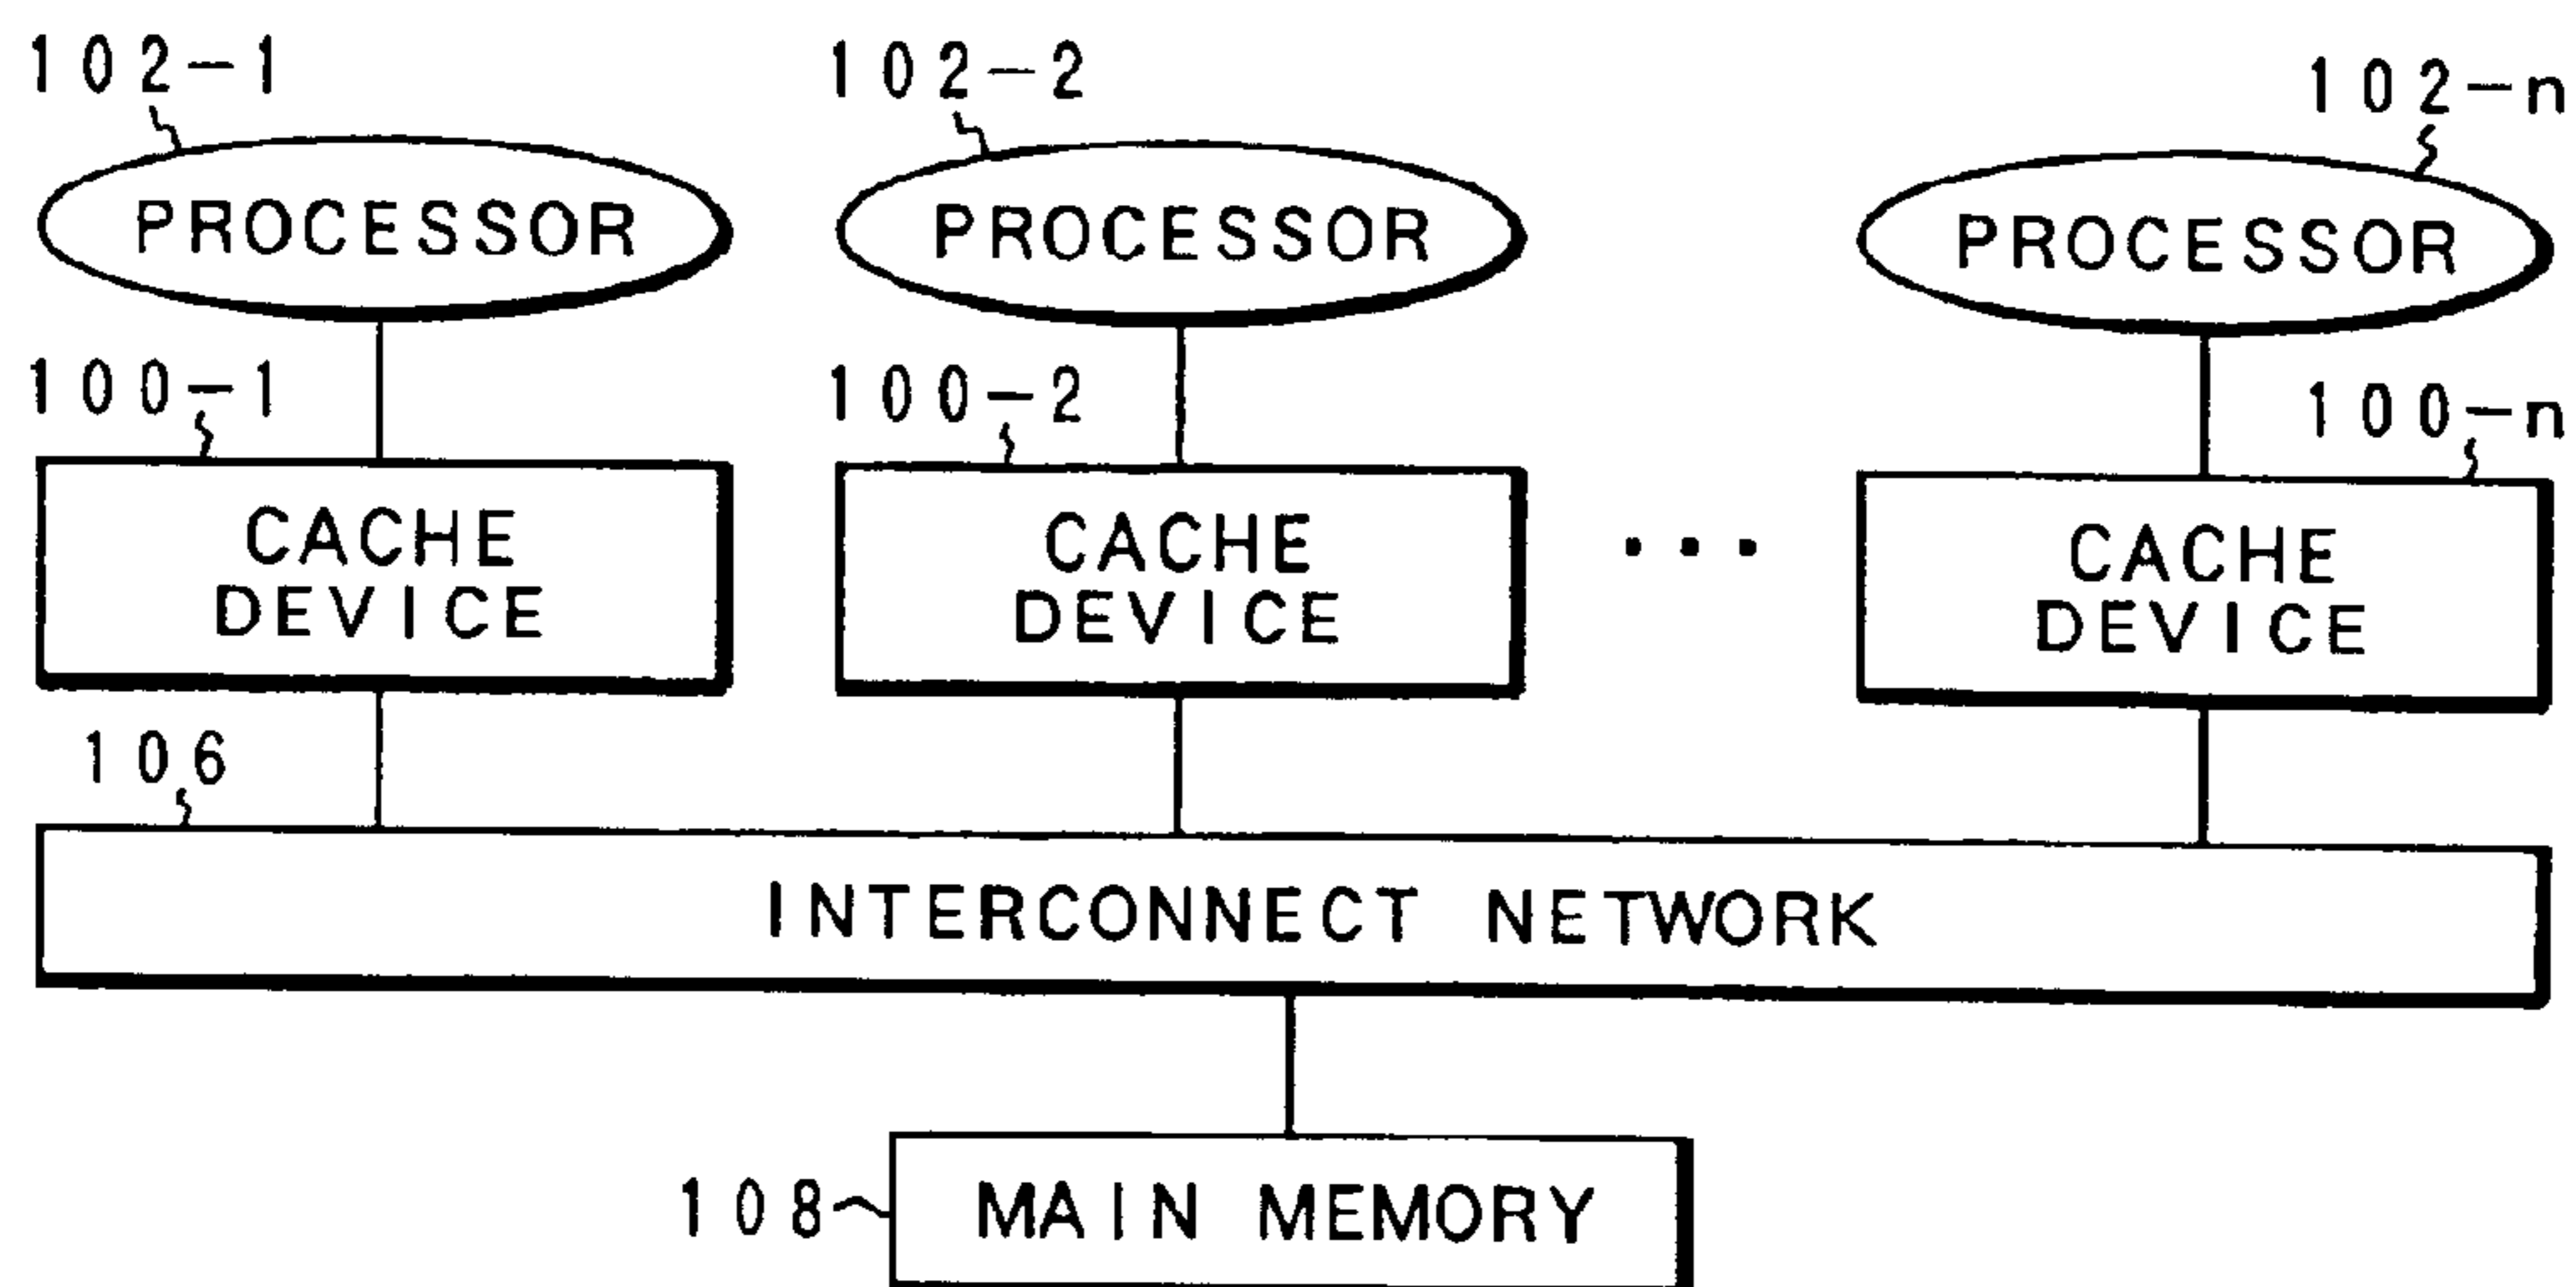 102-1 102-2 102-n
PROCESSOR PROCESSOR PROCESSOR
100-1 100-2 100-n
CACHE DEVICE CACHE DEVICE ... CACHE DEVICE
106
INTERCONNECT NETWORK
108 MAIN MEMORY